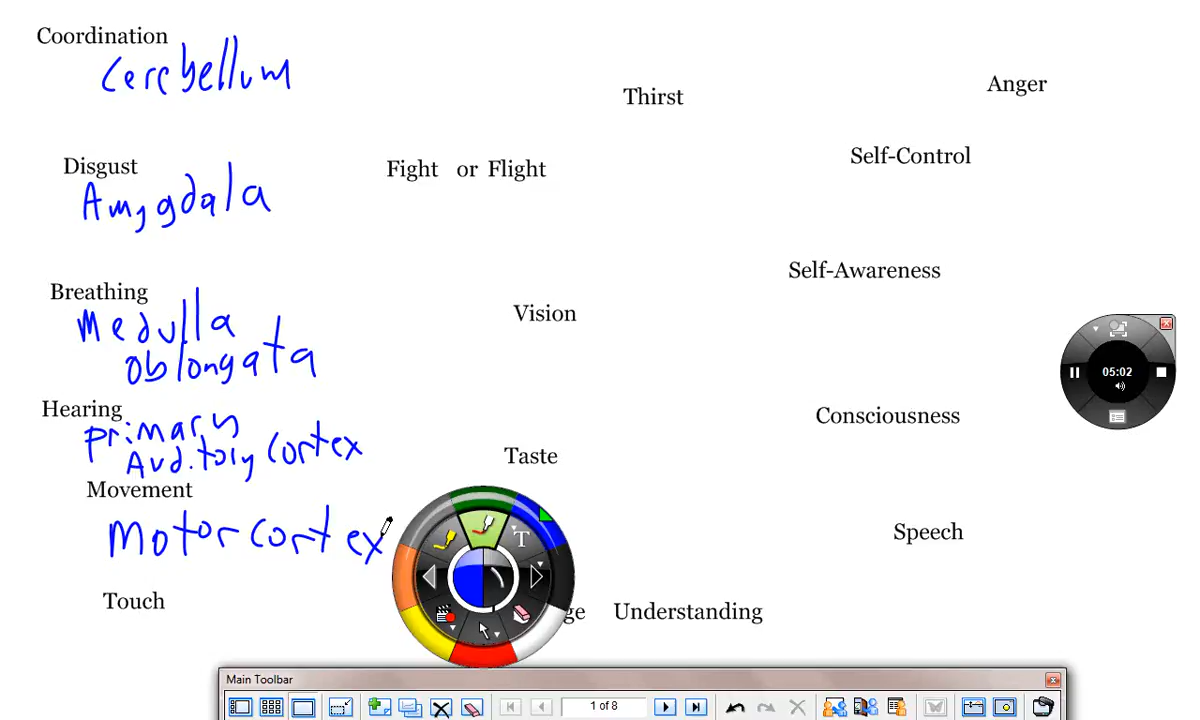 Coordination
Cerebellum
Thirst
Anger
Disgust
Amygdala
Fight or Flight
Self-Control
Breathing
Medulla
Oblongata
Vision
Self-Awareness
05:02
Hearing
Primary
Auditory Cortex
Taste
Consciousness
Movement
Motor cortex
T
Speech
Touch
ge Understanding
Main Toolbar
1 of 8